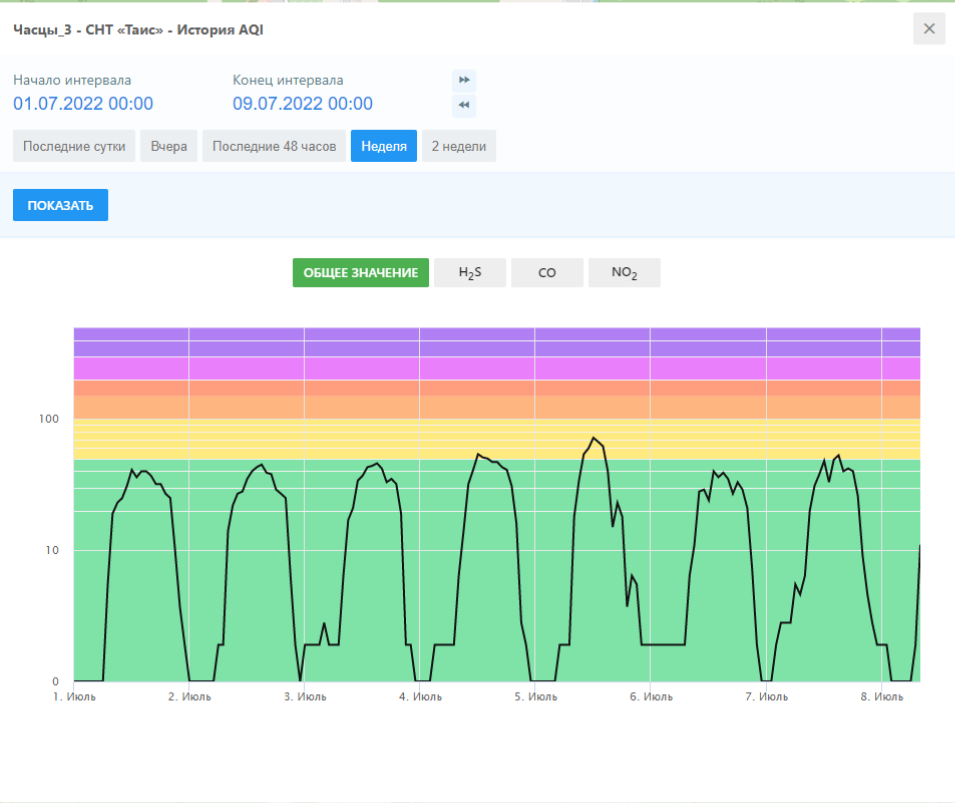 Часцы_3 - СНТ «Таис» - История AQI
Начало интервала
Конец интервала
01.07.2022 00:00
09.07.2022 00:00
Последние сутки
Вчера
Последние 48 часов
Неделя
2 недели
ПОКАЗАТЬ
ОБЩЕЕ ЗНАЧЕНИЕ
H2S
CO
NO2
100
10
0
1. Июль
2. Июль
3. Июль
4. Июль
5. Июль
6. Июль
7. Июль
8. Июль